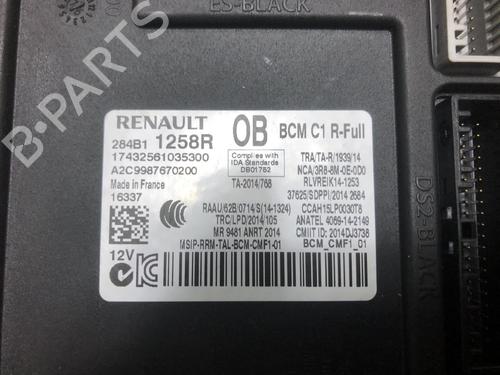 ES-BLACK
RENAULT
284B1 1258R
17432561035300
A2C9987670200
Made in France
16337
12V
OB
Complies with
IDA Standards
DB01752
TA-2014/768
BCM C1 R-Full
TRA/TA-R/1939/14
NCA/3R8-8M-0E-0D0
RLVREIK14-1253
37625/SDPPI/2014 2684
RAAU/62B/0714/S(14-1324)
CCAH15LP0030T8
TRC/LPD/2014/210
ANATEL 4069-14-2149
MR 9481 ANRT 2014
CMIIT ID: 2014DJ3738
MSIP-RRM-TAL-BCM-CMF1-01
BCM_CMF1_01
DS2-BLACK
B-PARTS